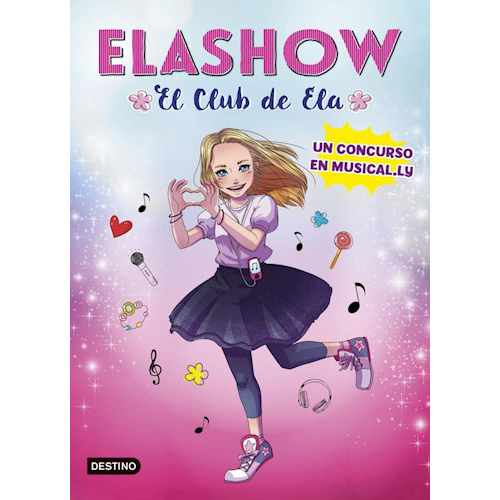 ELASHOW
El Club de Ela
UN CONCURSO
EN MUSICAL.LY
DESTINO